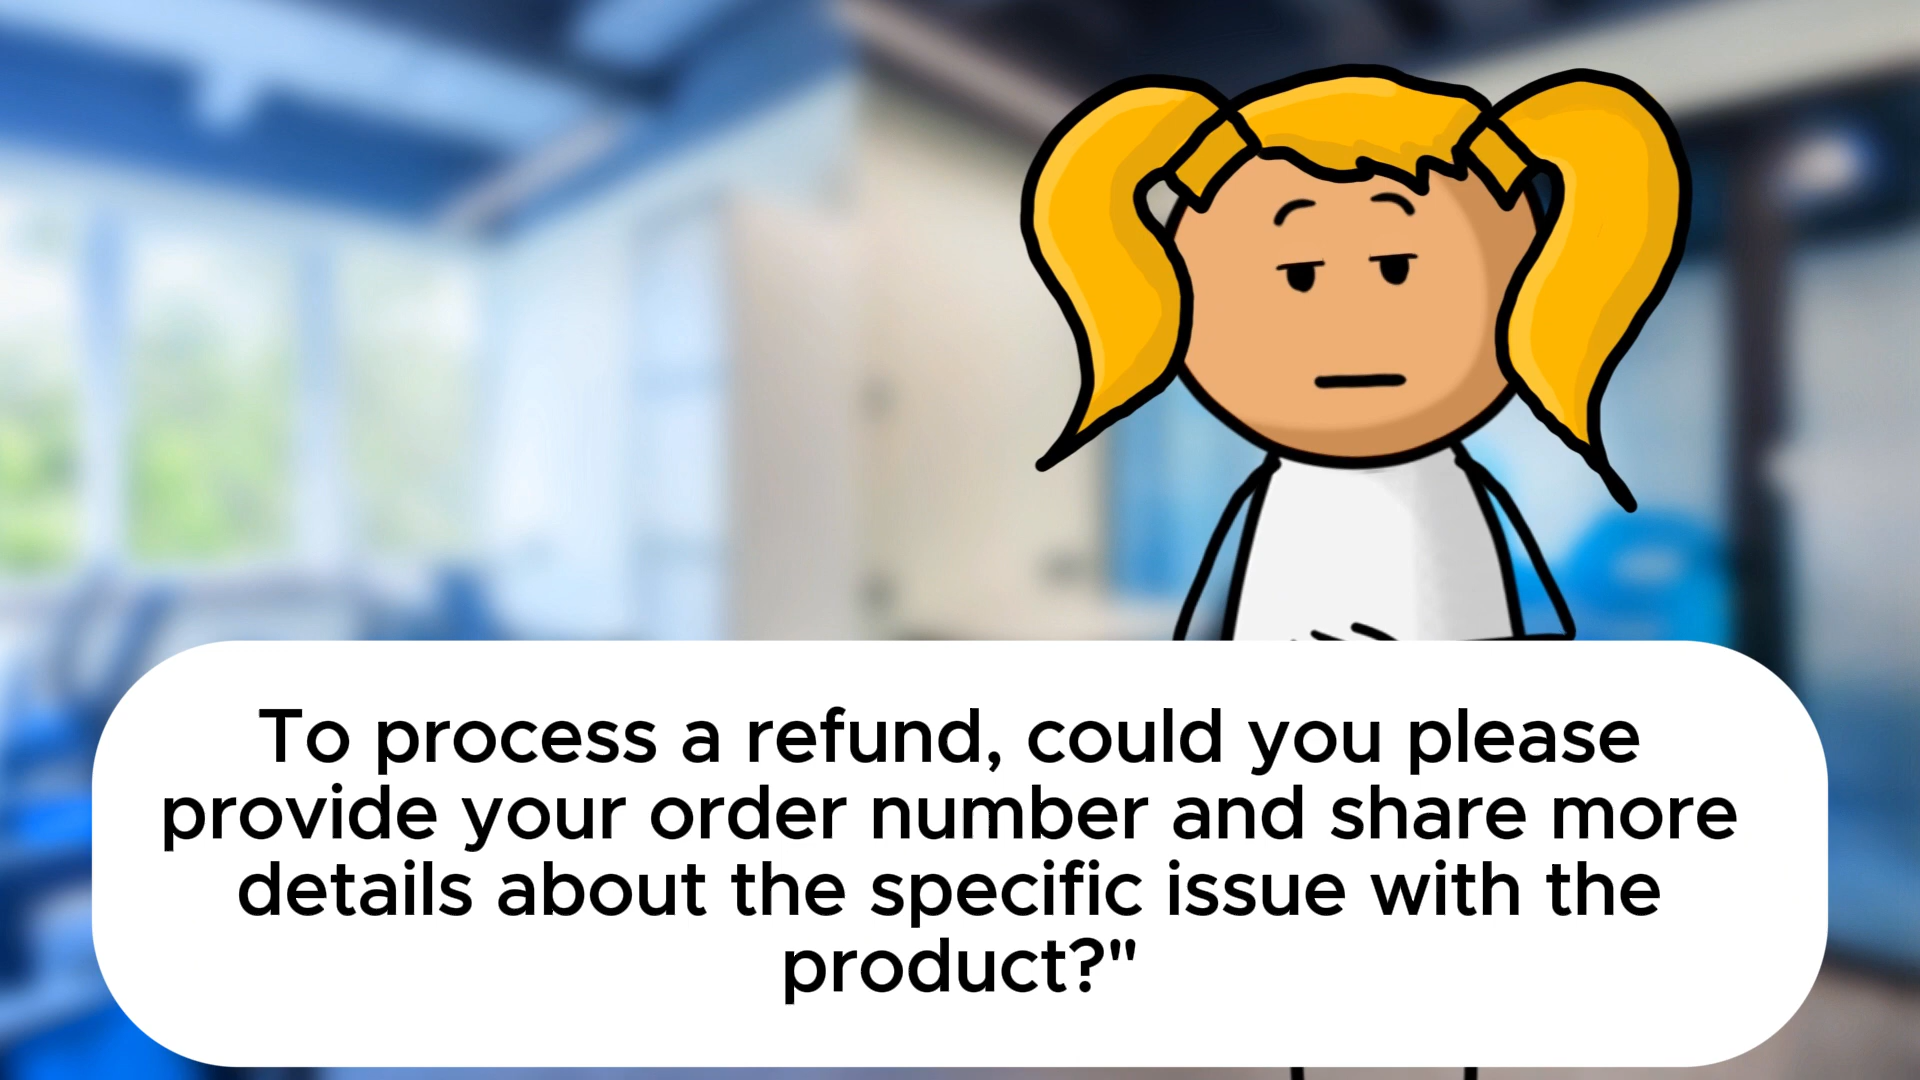 To process a refund, could you please
provide your order number and share more
details about the specific issue with the
product?"